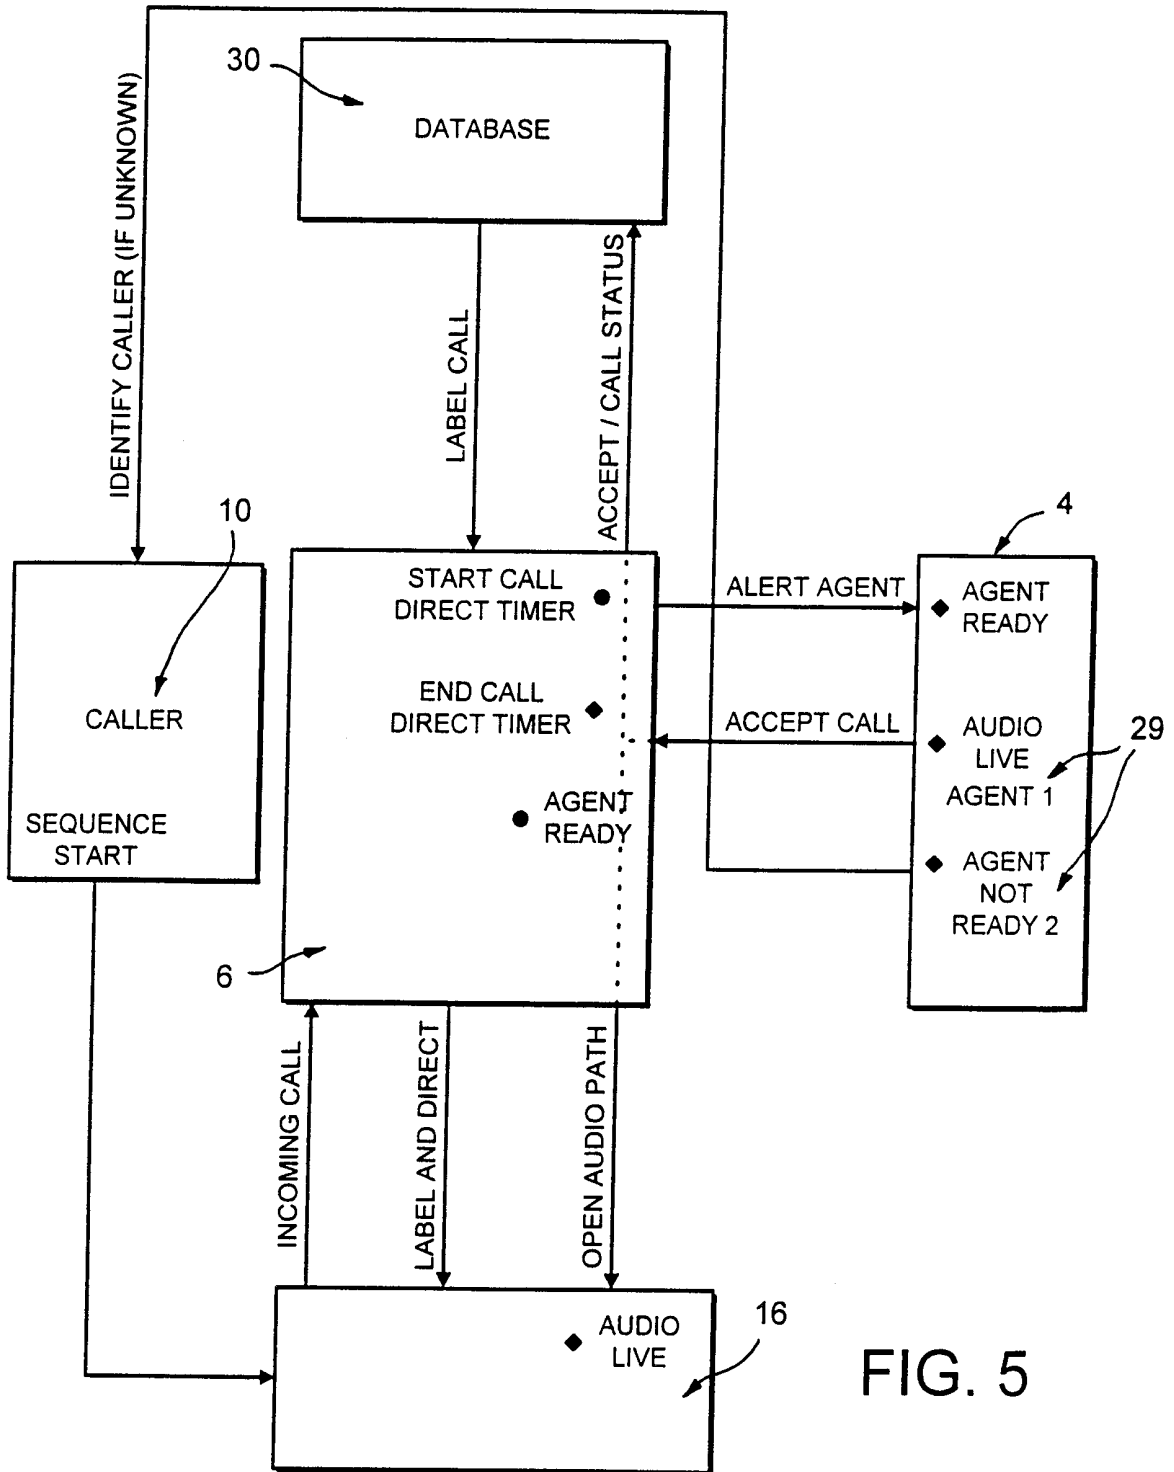 30
DATABASE
IDENTIFY CALLER (IF UNKNOWN)
LABEL CALL
ACCEPT / CALL STATUS
10
CALLER
SEQUENCE
START
START CALL
DIRECT TIMER
END CALL
DIRECT TIMER
AGENT
READY
6
ALERT AGENT
ACCEPT CALL
4
AGENT
READY
AUDIO
LIVE
AGENT 1
29
AGENT
NOT
READY 2
INCOMING CALL
LABEL AND DIRECT
OPEN AUDIO PATH
AUDIO
LIVE
16
FIG. 5